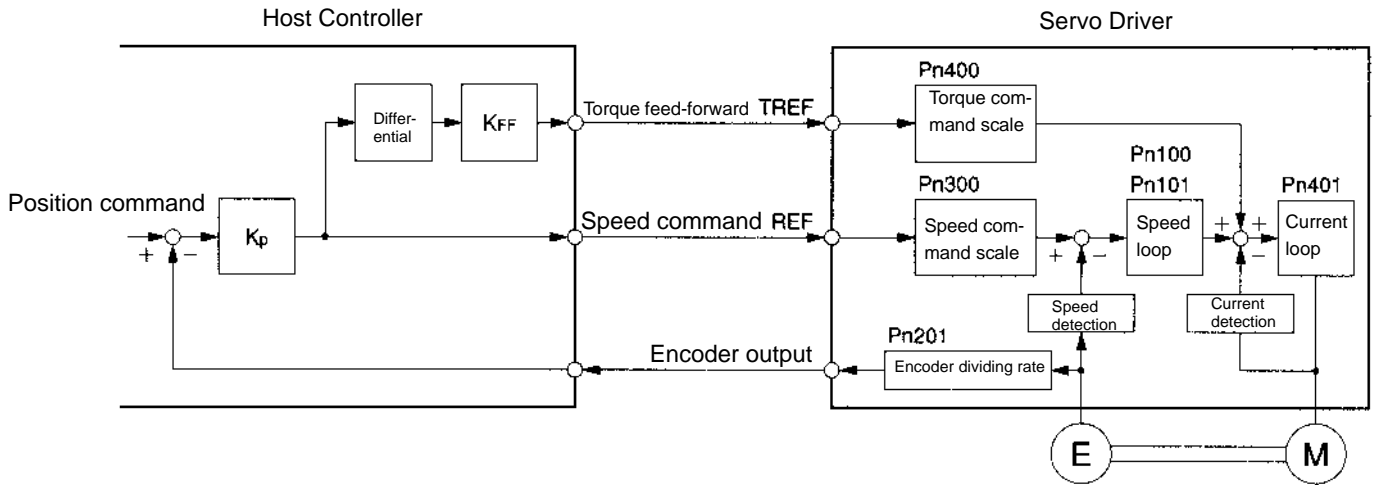 Host Controller
Servo Driver
Pn400
Differ-
ential
KFF
Torque feed-forward TREF
Torque com-
mand scale
Pn100
Pn300
Pn101
Pn401
Position command
Kp
Speed command REF
Speed com-
mand scale
Speed
loop
Current
loop
+
−
+
−
+
+
−
Speed
detection
Current
detection
Pn201
Encoder output
Encoder dividing rate
E
M